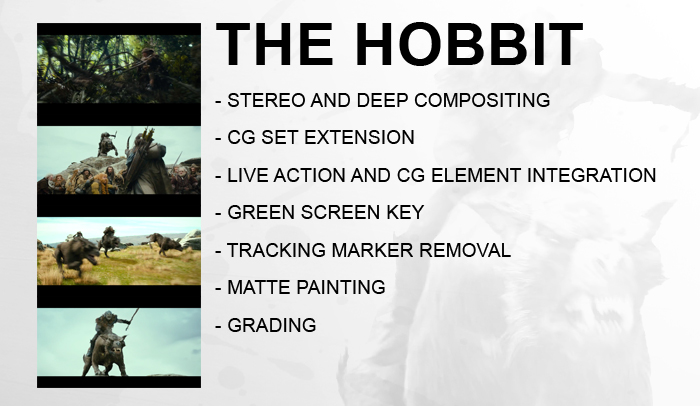 THE HOBBIT
- STEREO AND DEEP COMPOSITING
- CG SET EXTENSION
- LIVE ACTION AND CG ELEMENT INTEGRATION
- GREEN SCREEN KEY
- TRACKING MARKER REMOVAL
- MATTE PAINTING
- GRADING